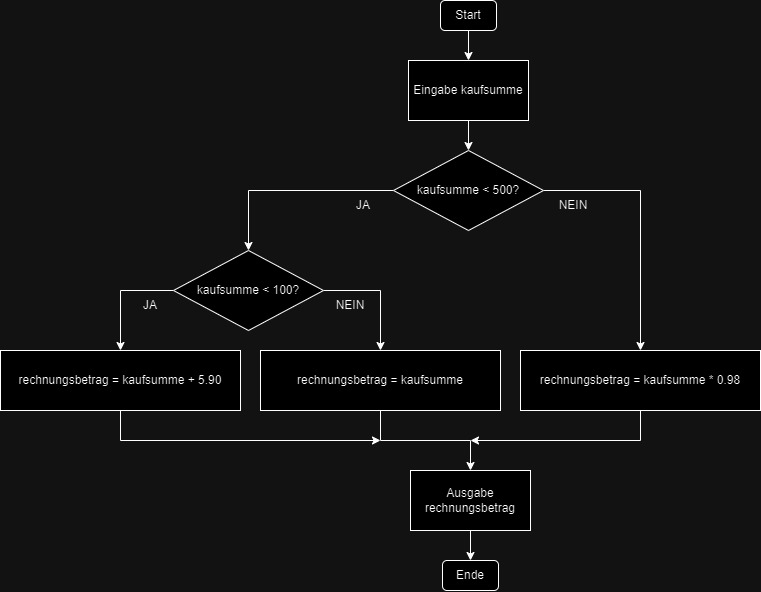 Start
Eingabe kaufsumme
kaufsumme < 500?
JA
NEIN
kaufsumme < 100?
JA
NEIN
rechnungsbetrag = kaufsumme + 5.90
rechnungsbetrag = kaufsumme
rechnungsbetrag = kaufsumme * 0.98
Ausgabe
rechnungsbetrag
Ende